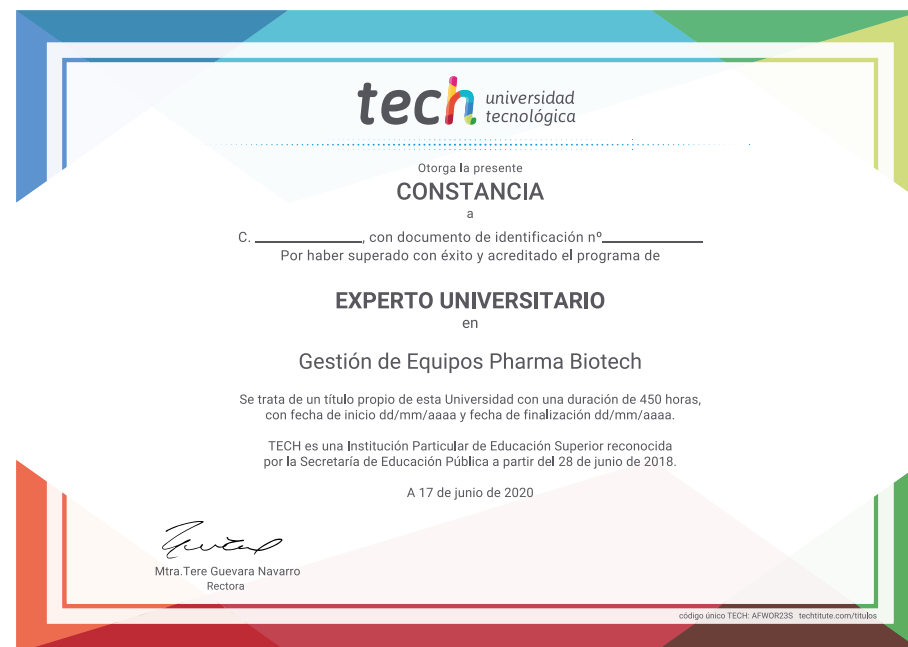 tech universidad
tecnológica
Otorga la presente
CONSTANCIA
a
C. ______________, con documento de identificación nº______________
Por haber superado con éxito y acreditado el programa de
EXPERTO UNIVERSITARIO
en
Gestión de Equipos Pharma Biotech
Se trata de un título propio de esta Universidad con una duración de 450 horas,
con fecha de inicio dd/mm/aaaa y fecha de finalización dd/mm/aaaa.
TECH es una Institución Particular de Educación Superior reconocida
por la Secretaría de Educación Pública a partir del 28 de junio de 2018.
A 17 de junio de 2020
Mtra.Tere Guevara Navarro
Rectora
código único TECH: AFWOR23S techtitute.com/títulos